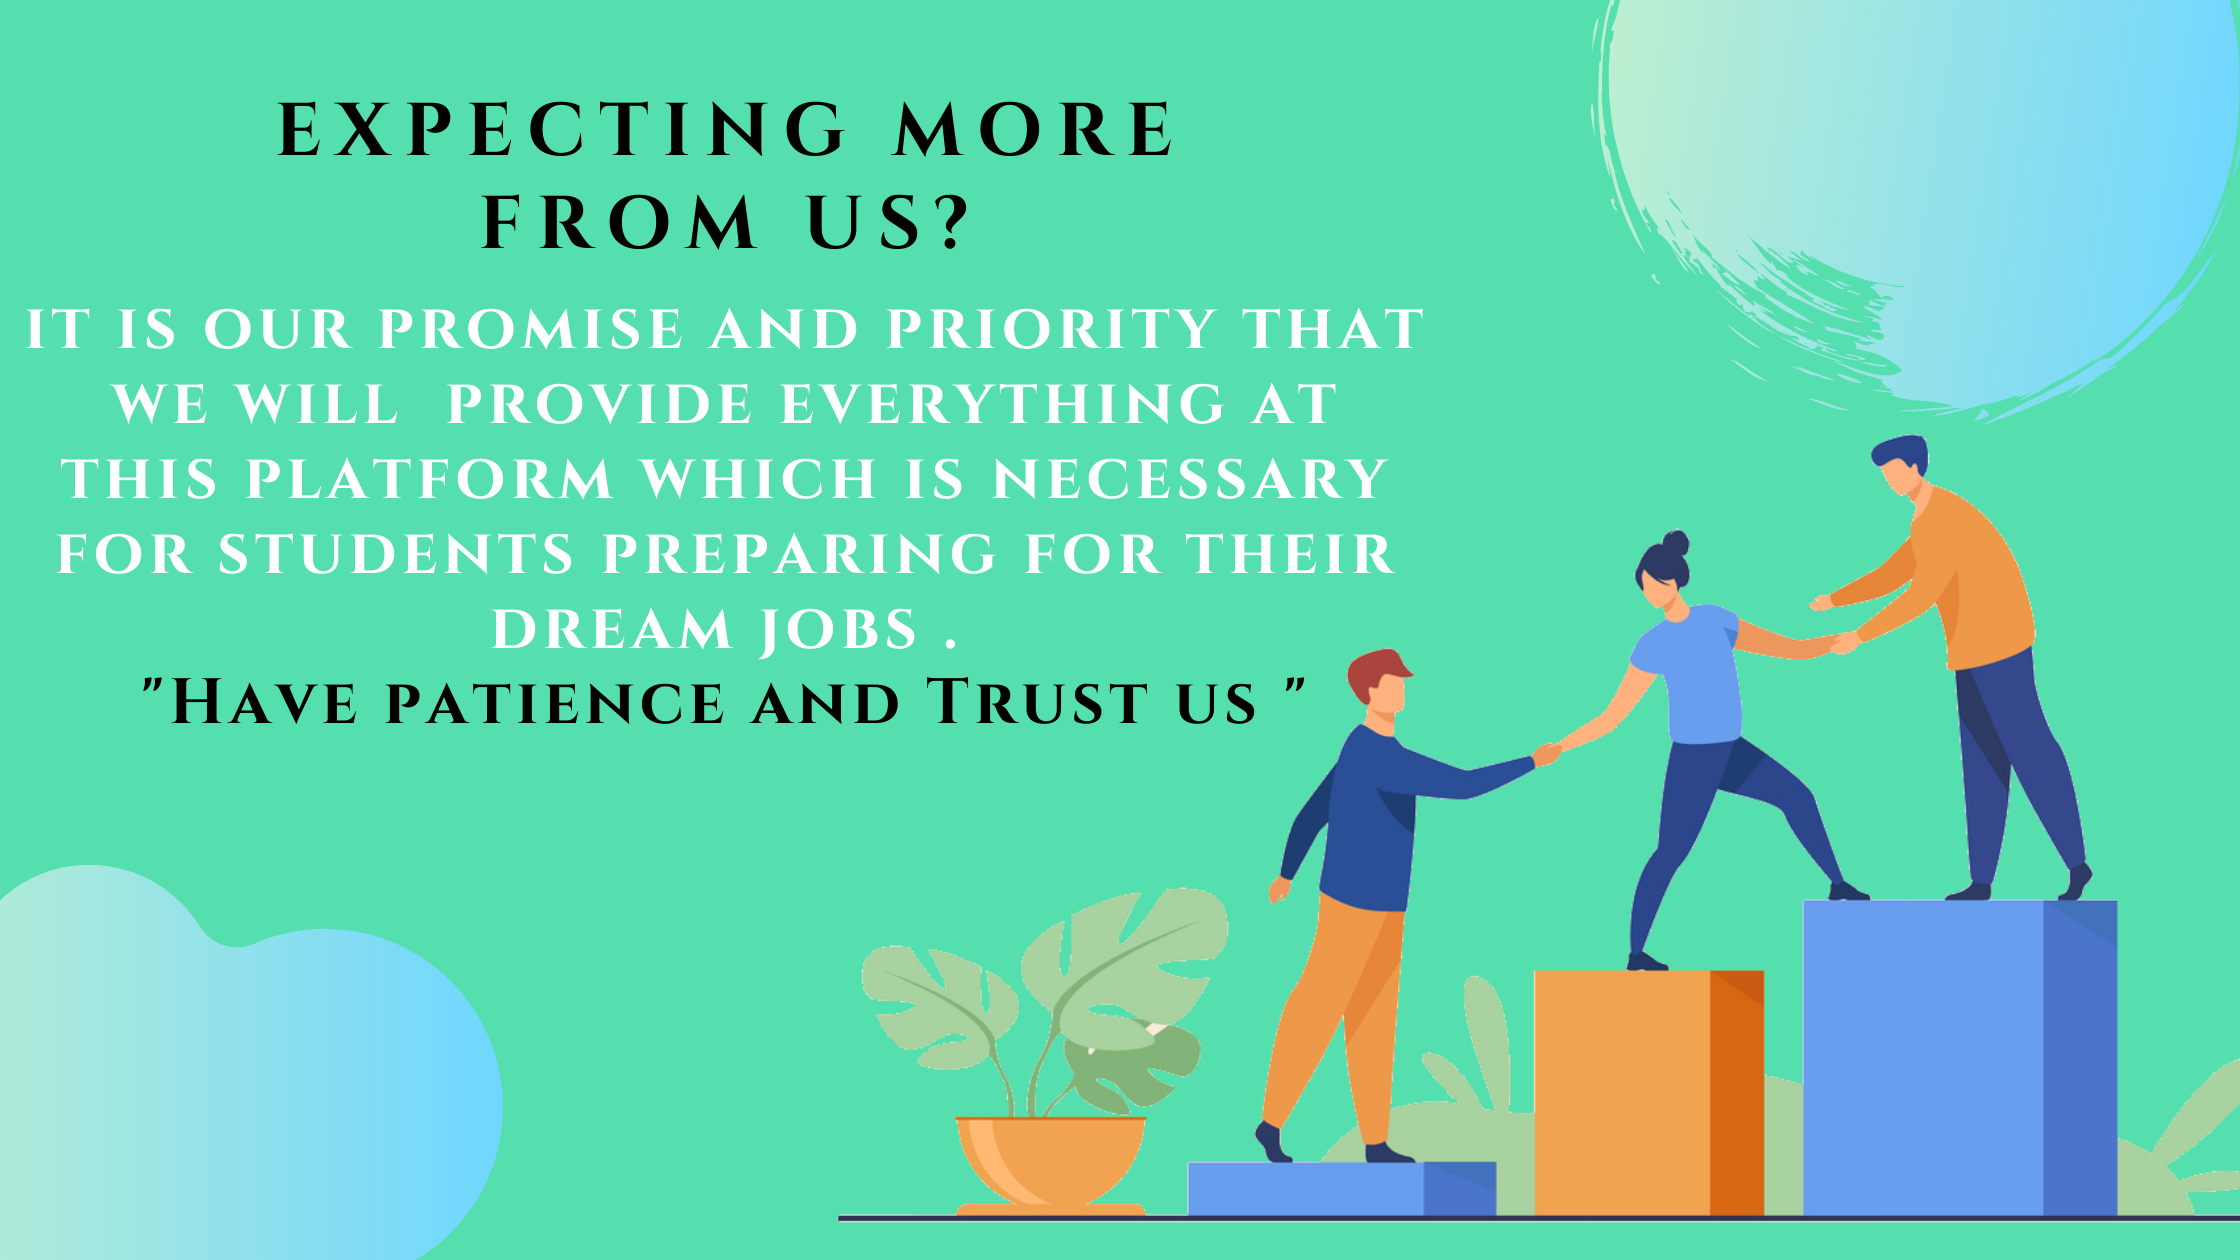 EXPECTING MORE
FROM US?
IT IS OUR PROMISE AND PRIORITY THAT
WE WILL  PROVIDE EVERYTHING AT
THIS PLATFORM WHICH IS NECESSARY
FOR STUDENTS PREPARING FOR THEIR
DREAM JOBS .
"Have patience and Trust us "